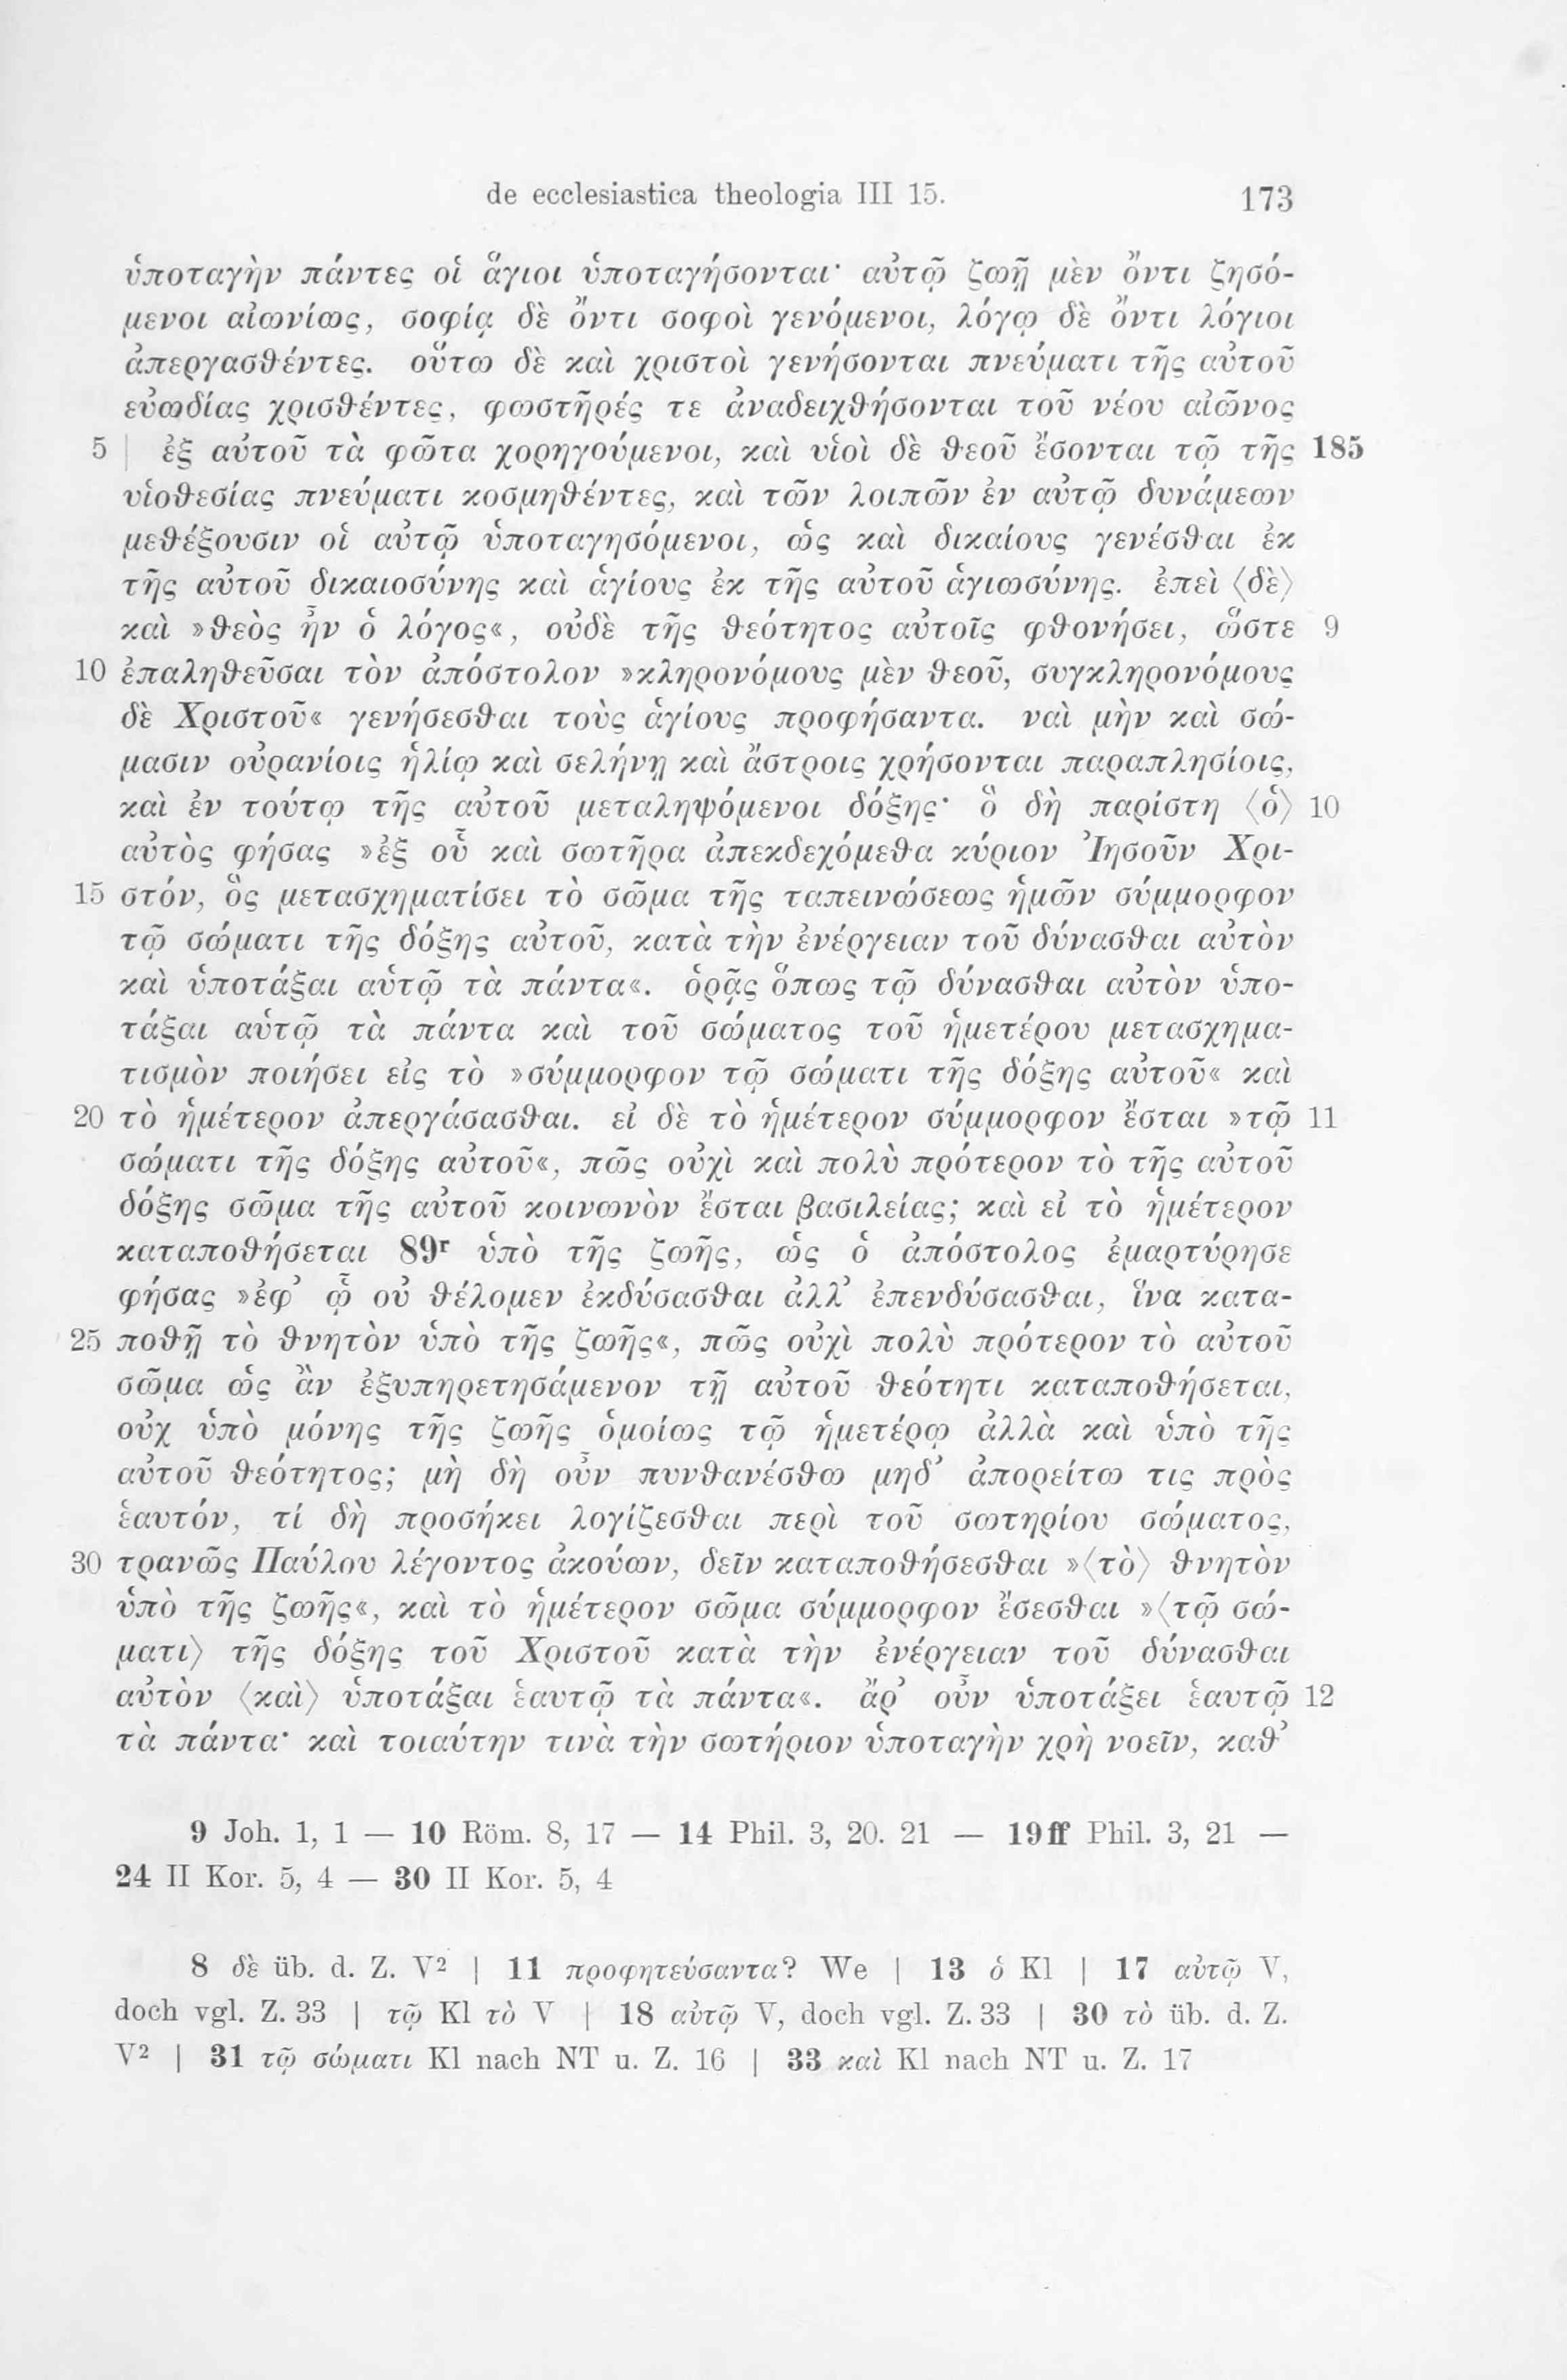 de ecclesiastica theologia III 15. 173
ὑποταγὴν πάντες οἱ ἅγιοι ὑποταγήσονται· αὐτῷ ζωῇ μὲν ὄντι ζησό-
μενοι αἰωνίως, σοφίᾳ δὲ ὄντι σοφοὶ γενόμενοι, λόγῳ δὲ ὄντι λόγιοι
ἀπεργασθέντες. οὕτω δὲ καὶ χριστοὶ γενήσονται πνεύματι τῆς αὐτοῦ
εὐωδίας χρισθέντες, φωστῆρές τε ἀναδειχθήσονται τοῦ νέου αἰῶνος
5 | ἐξ αὐτοῦ τὰ φῶτα χορηγούμενοι, καὶ υἱοὶ δὲ θεοῦ ἔσονται τῷ τῆς 185
υἱοθεσίας πνεύματι κοσμηθέντες, καὶ τῶν λοιπῶν ἐν αὐτῷ δυνάμεων
μεθέξουσιν οἱ αὐτῷ ὑποταγησόμενοι, ὡς καὶ δικαίους γενέσθαι ἐκ
τῆς αὐτοῦ δικαιοσύνης καὶ ἁγίους ἐκ τῆς αὐτοῦ ἁγιωσύνης. ἐπεὶ ⟨δὲ⟩
καὶ »θεὸς ἦν ὁ λόγος«, οὐδὲ τῆς θεότητος αὐτοῖς φθονήσει, ὥστε 9
10 ἐπαληθεῦσαι τὸν ἀπόστολον »κληρονόμους μὲν θεοῦ, συγκληρονόμους
δὲ Χριστοῦ« γενήσεσθαι τοὺς ἁγίους προφήσαντα. ναὶ μὴν καὶ σώ-
μασιν οὐρανίοις ἡλίῳ καὶ σελήνῃ καὶ ἄστροις χρήσονται παραπλησίοις,
καὶ ἐν τούτῳ τῆς αὐτοῦ μεταληψόμενοι δόξης· ὃ δὴ παρίστη ⟨ὁ⟩ 10
αὐτὸς φήσας »ἐξ οὗ καὶ σωτῆρα ἀπεκδεχόμεθα κύριον Ἰησοῦν Χρι-
15 στόν, ὃς μετασχηματίσει τὸ σῶμα τῆς ταπεινώσεως ἡμῶν σύμμορφον
τῷ σώματι τῆς δόξης αὐτοῦ, κατὰ τὴν ἐνέργειαν τοῦ δύνασθαι αὐτὸν
καὶ ὑποτάξαι αὑτῷ τὰ πάντα«. ὁρᾷς ὅπως τῷ δύνασθαι αὐτὸν ὑπο-
τάξαι αὑτῷ τὰ πάντα καὶ τοῦ σώματος τοῦ ἡμετέρου μετασχημα-
τισμὸν ποιήσει εἰς τὸ »σύμμορφον τῷ σώματι τῆς δόξης αὐτοῦ« καὶ
20 τὸ ἡμέτερον ἀπεργάσασθαι. εἰ δὲ τὸ ἡμέτερον σύμμορφον ἔσται »τῷ 11
σώματι τῆς δόξης αὐτοῦ«, πῶς οὐχὶ καὶ πολὺ πρότερον τὸ τῆς αὐτοῦ
δόξης σῶμα τῆς αὐτοῦ κοινωνὸν ἔσται βασιλείας; καὶ εἰ τὸ ἡμέτερον
καταποθήσεται 89ʳ ὑπὸ τῆς ζωῆς, ὡς ὁ ἀπόστολος ἐμαρτύρησε
φήσας »ἐφ᾽ ᾧ οὐ θέλομεν ἐκδύσασθαι ἀλλ᾽ ἐπενδύσασθαι, ἵνα κατα-
25 ποθῇ τὸ θνητὸν ὑπὸ τῆς ζωῆς«, πῶς οὐχὶ πολὺ πρότερον τὸ αὐτοῦ
σῶμα ὡς ἂν ἐξυπηρετησάμενον τῇ αὐτοῦ θεότητι καταποθήσεται,
οὐχ ὑπὸ μόνης τῆς ζωῆς ὁμοίως τῷ ἡμετέρῳ ἀλλὰ καὶ ὑπὸ τῆς
αὐτοῦ θεότητος; μὴ δὴ οὖν πυνθανέσθω μηδ᾽ ἀπορείτω τις πρὸς
ἑαυτόν, τί δὴ προσήκει λογίζεσθαι περὶ τοῦ σωτηρίου σώματος,
30 τρανῶς Παύλου λέγοντος ἀκούων, δεῖν καταποθήσεσθαι »⟨τὸ⟩ θνητὸν
ὑπὸ τῆς ζωῆς«, καὶ τὸ ἡμέτερον σῶμα σύμμορφον ἔσεσθαι »⟨τῷ σώ-
ματι⟩ τῆς δόξης τοῦ Χριστοῦ κατὰ τὴν ἐνέργειαν τοῦ δύνασθαι
αὐτὸν ⟨καὶ⟩ ὑποτάξαι ἑαυτῷ τὰ πάντα«. ἆρ᾽ οὖν ὑποτάξει ἑαυτῷ 12
τὰ πάντα· καὶ τοιαύτην τινὰ τὴν σωτήριον ὑποταγὴν χρὴ νοεῖν, καθ᾽
9 Joh. 1, 1 — 10 Röm. 8, 17 — 14 Phil. 3, 20. 21 — 19ff Phil. 3, 21 —
24 II Kor. 5, 4 — 30 II Kor. 5, 4
8 δὲ üb. d. Z. V² | 11 προφητεύσαντα? We | 13 ὁ Kl | 17 αὐτῷ V,
doch vgl. Z. 33 | τῷ Kl τὸ V | 18 αὐτῷ V, doch vgl. Z. 33 | 30 τὸ üb. d. Z.
V² | 31 τῷ σώματι Kl nach NT u. Z. 16 | 33 καὶ Kl nach NT u. Z. 17